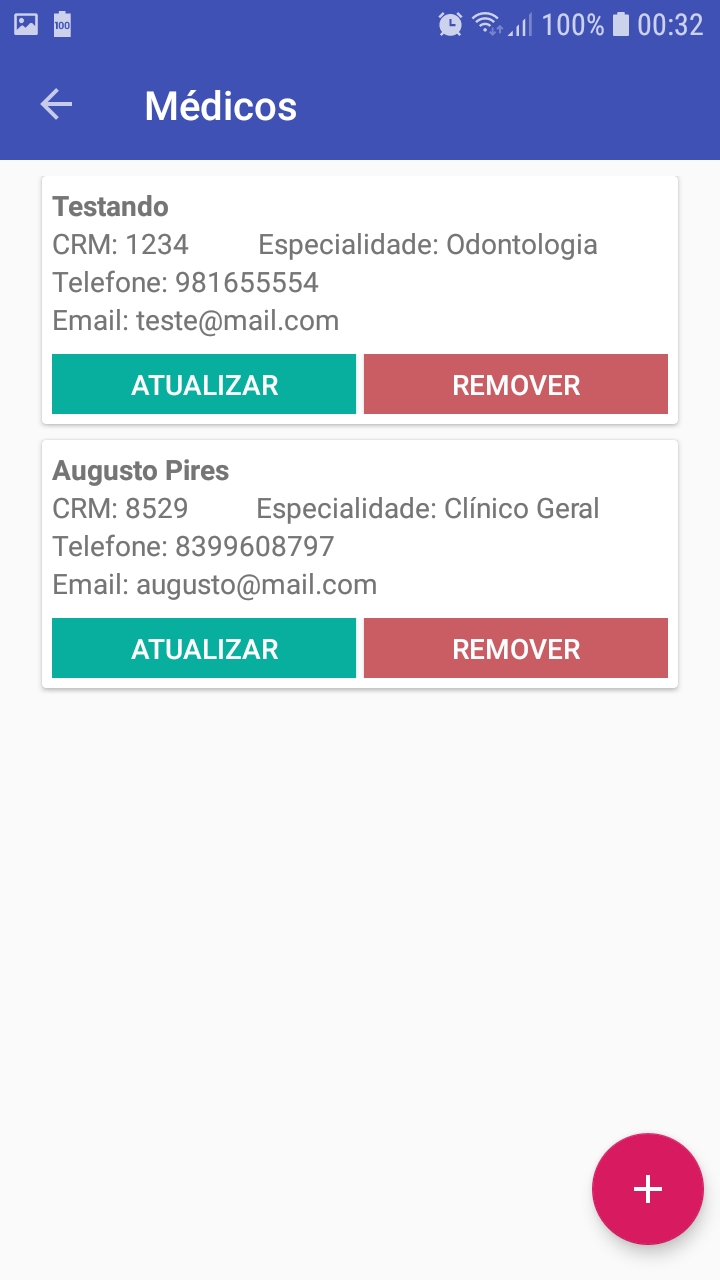 100 100% 00:32
Médicos
Testando
CRM: 1234 Especialidade: Odontologia
Telefone: 981655554
Email: teste@mail.com
ATUALIZAR REMOVER
Augusto Pires
CRM: 8529 Especialidade: Clínico Geral
Telefone: 8399608797
Email: augusto@mail.com
ATUALIZAR REMOVER
+